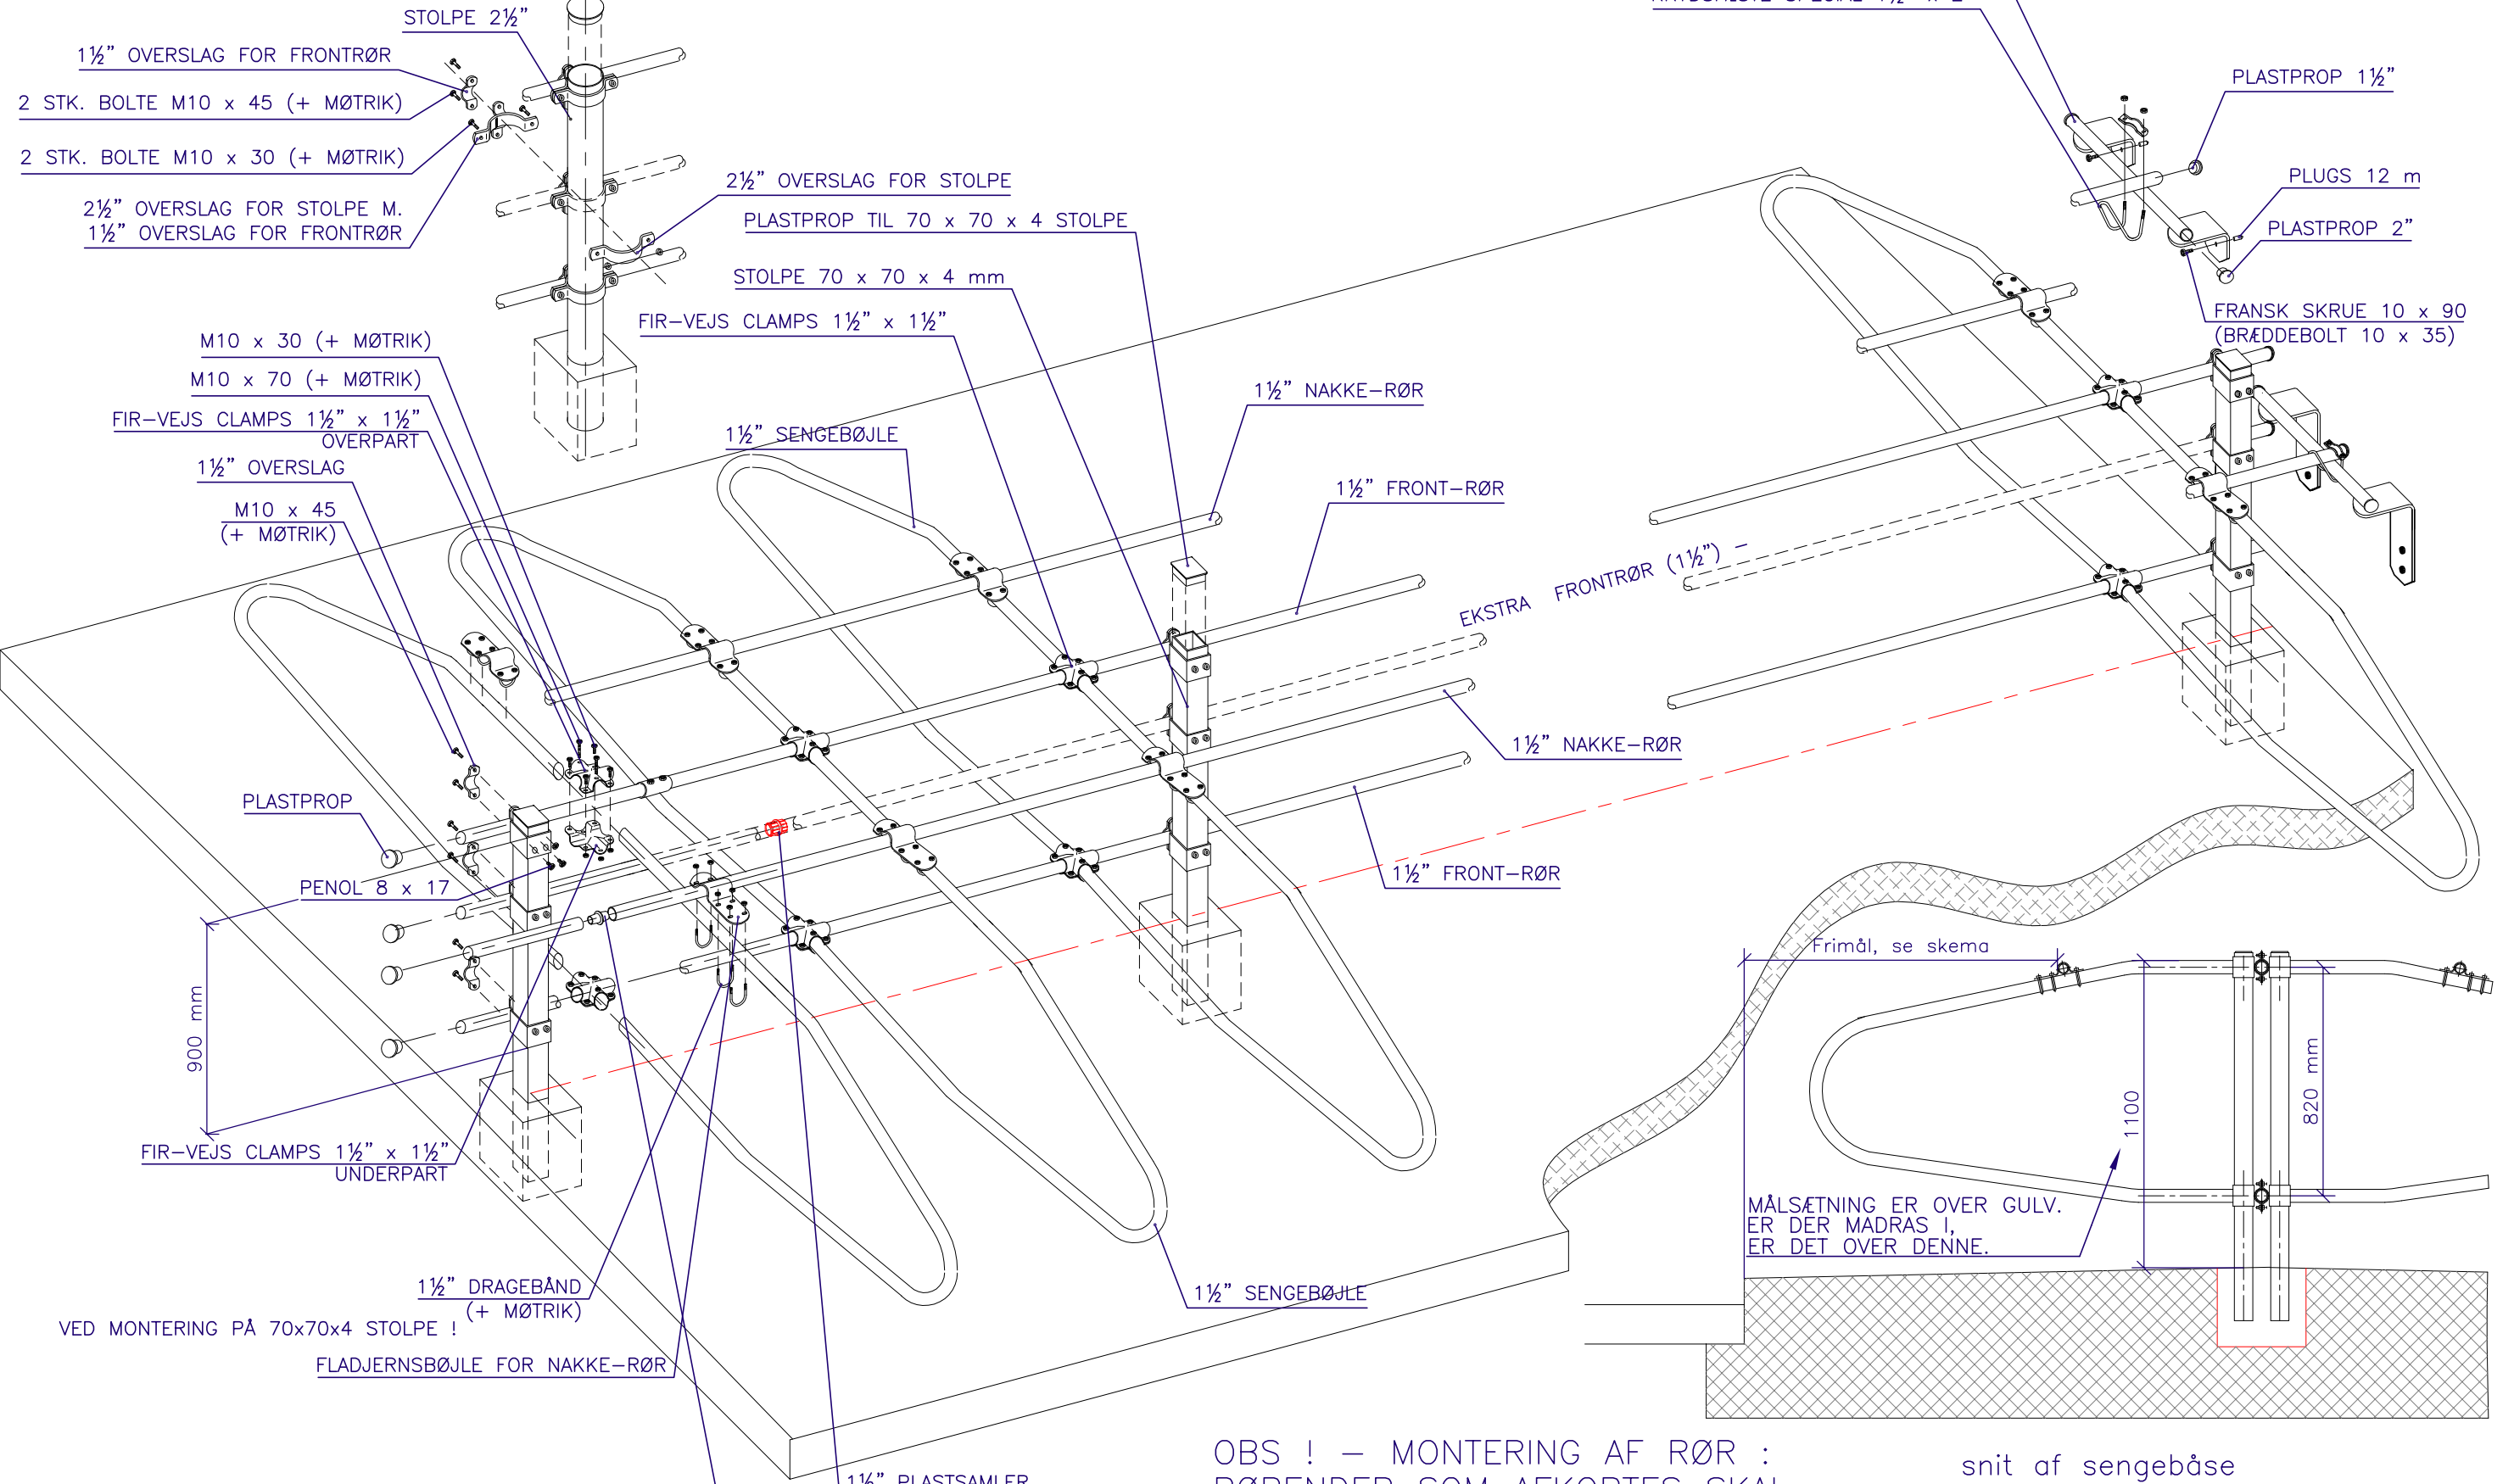 STOLPE 2½”
1½” OVERSLAG FOR FRONTRØR
2 STK. BOLTE M10 x 45 (+ MØTRIK)
2 STK. BOLTE M10 x 30 (+ MØTRIK)
2½” OVERSLAG FOR STOLPE M.
1½” OVERSLAG FOR FRONTRØR
2½” OVERSLAG FOR STOLPE
PLASTPROP TIL 70 x 70 x 4 STOLPE
STOLPE 70 x 70 x 4 mm
FIR-VEJS CLAMPS 1½” x 1½”
PLASTPROP 1½”
PLUGS 12 m
PLASTPROP 2”
FRANSK SKRUE 10 x 90
(BRÆDDEBOLT 10 x 35)
M10 x 30 (+ MØTRIK)
M10 x 70 (+ MØTRIK)
FIR-VEJS CLAMPS 1½” x 1½”
OVERPART
1½” OVERSLAG
M10 x 45
(+ MØTRIK)
1½” SENGEBØJLE
1½” NAKKE-RØR
1½” FRONT-RØR
EKSTRA FRONTRØR (1½”) -
1½” NAKKE-RØR
1½” FRONT-RØR
PLASTPROP
PENOL 8 x 17
900 mm
FIR-VEJS CLAMPS 1½” x 1½”
UNDERPART
1½” DRAGEBÅND
(+ MØTRIK)
VED MONTERING PÅ 70x70x4 STOLPE !
FLADJERNSBØJLE FOR NAKKE-RØR
1½” SENGEBØJLE
1½” PLASTSAMLER
Frimål, se skema
1100
820 mm
MÅLSÆTNING ER OVER GULV.
ER DER MADRAS I,
ER DET OVER DENNE.
OBS ! - MONTERING AF RØR :
RØRENDER SOM AFKORTES SKAL
snit af sengebåse